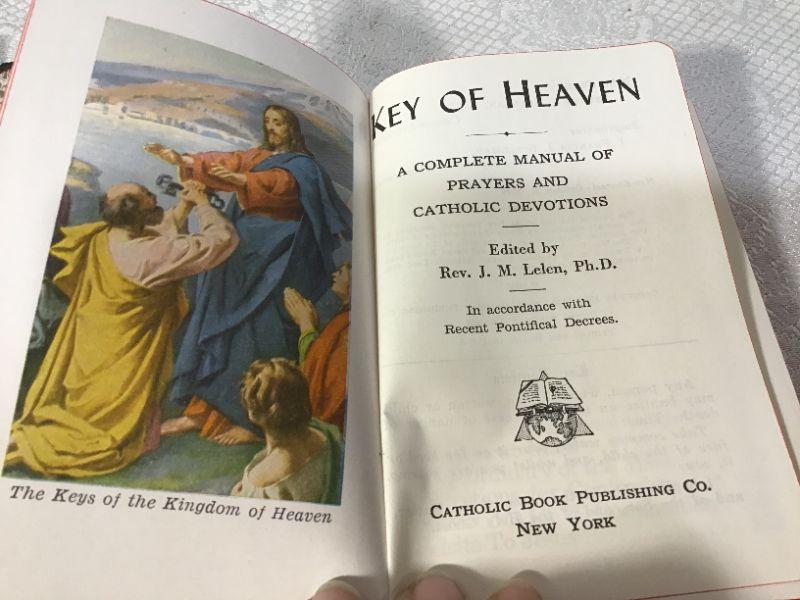 The Keys of the Kingdom of Heaven
KEY OF HEAVEN
A COMPLETE MANUAL OF
PRAYERS AND
CATHOLIC DEVOTIONS
Edited by
Rev. J. M. Lelen, Ph.D.
In accordance with
Recent Pontifical Decrees.
CATHOLIC BOOK PUBLISHING CO.
NEW YORK